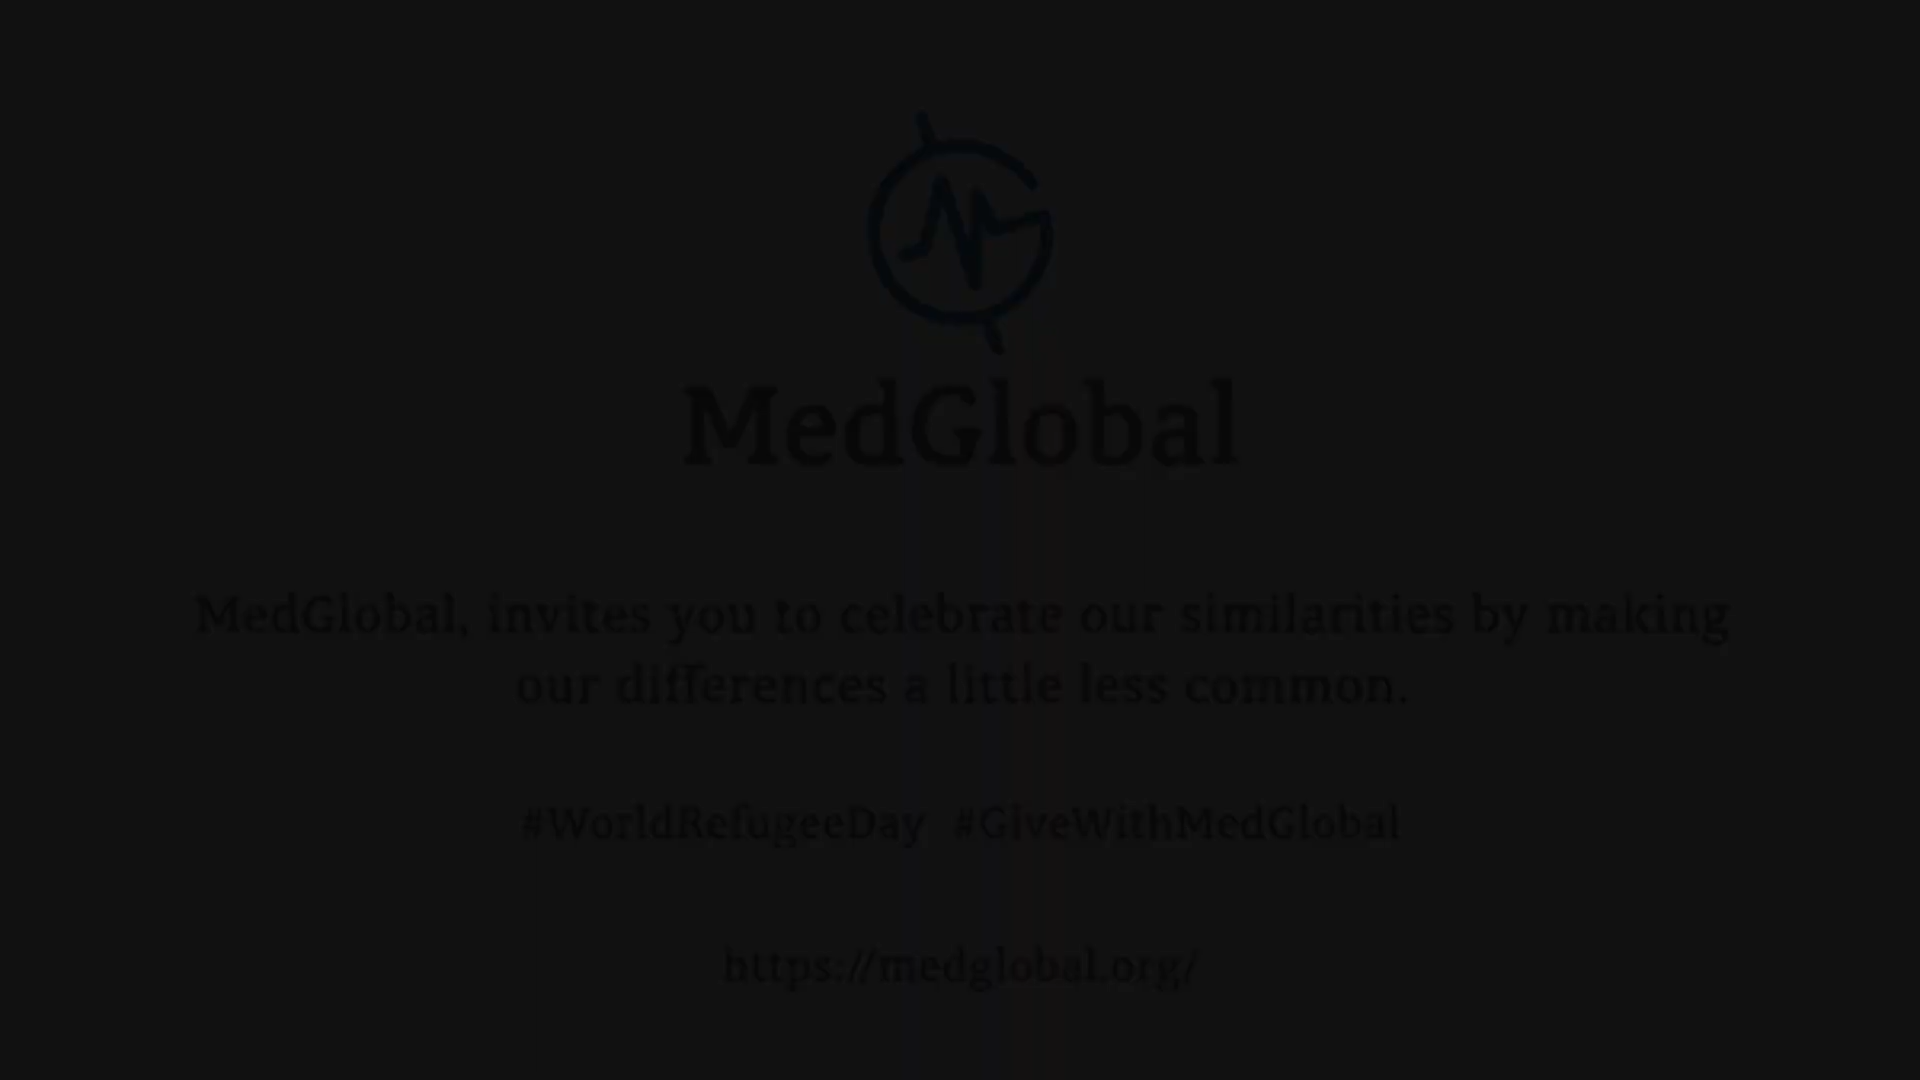 MedGlobal
MedGlobal, invites you to celebrate our similarities by making
our differences a little less common.
#WorldRefugeeDay #GiveWithMedGlobal
https://medglobal.org/